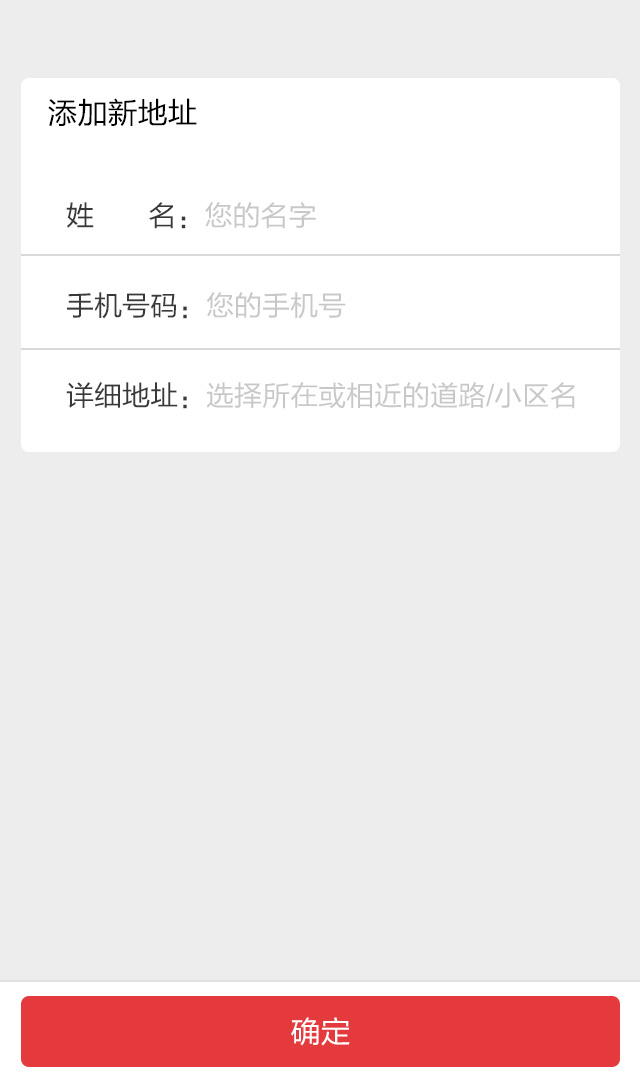 添加新地址
姓 名：您的名字
手机号码：您的手机号
详细地址：选择所在或相近的道路/小区名
确定